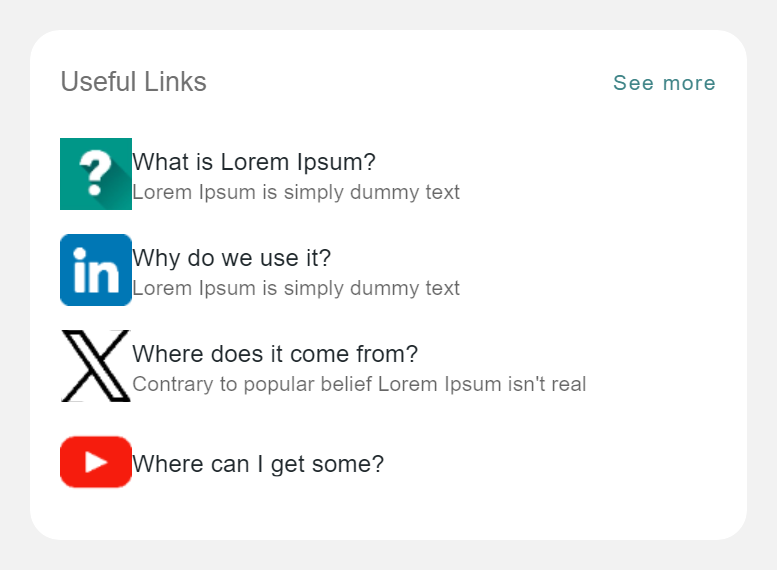 Useful Links
See more
What is Lorem Ipsum?
Lorem Ipsum is simply dummy text
in
Why do we use it?
Lorem Ipsum is simply dummy text
X
Where does it come from?
Contrary to popular belief Lorem Ipsum isn't real
Where can I get some?